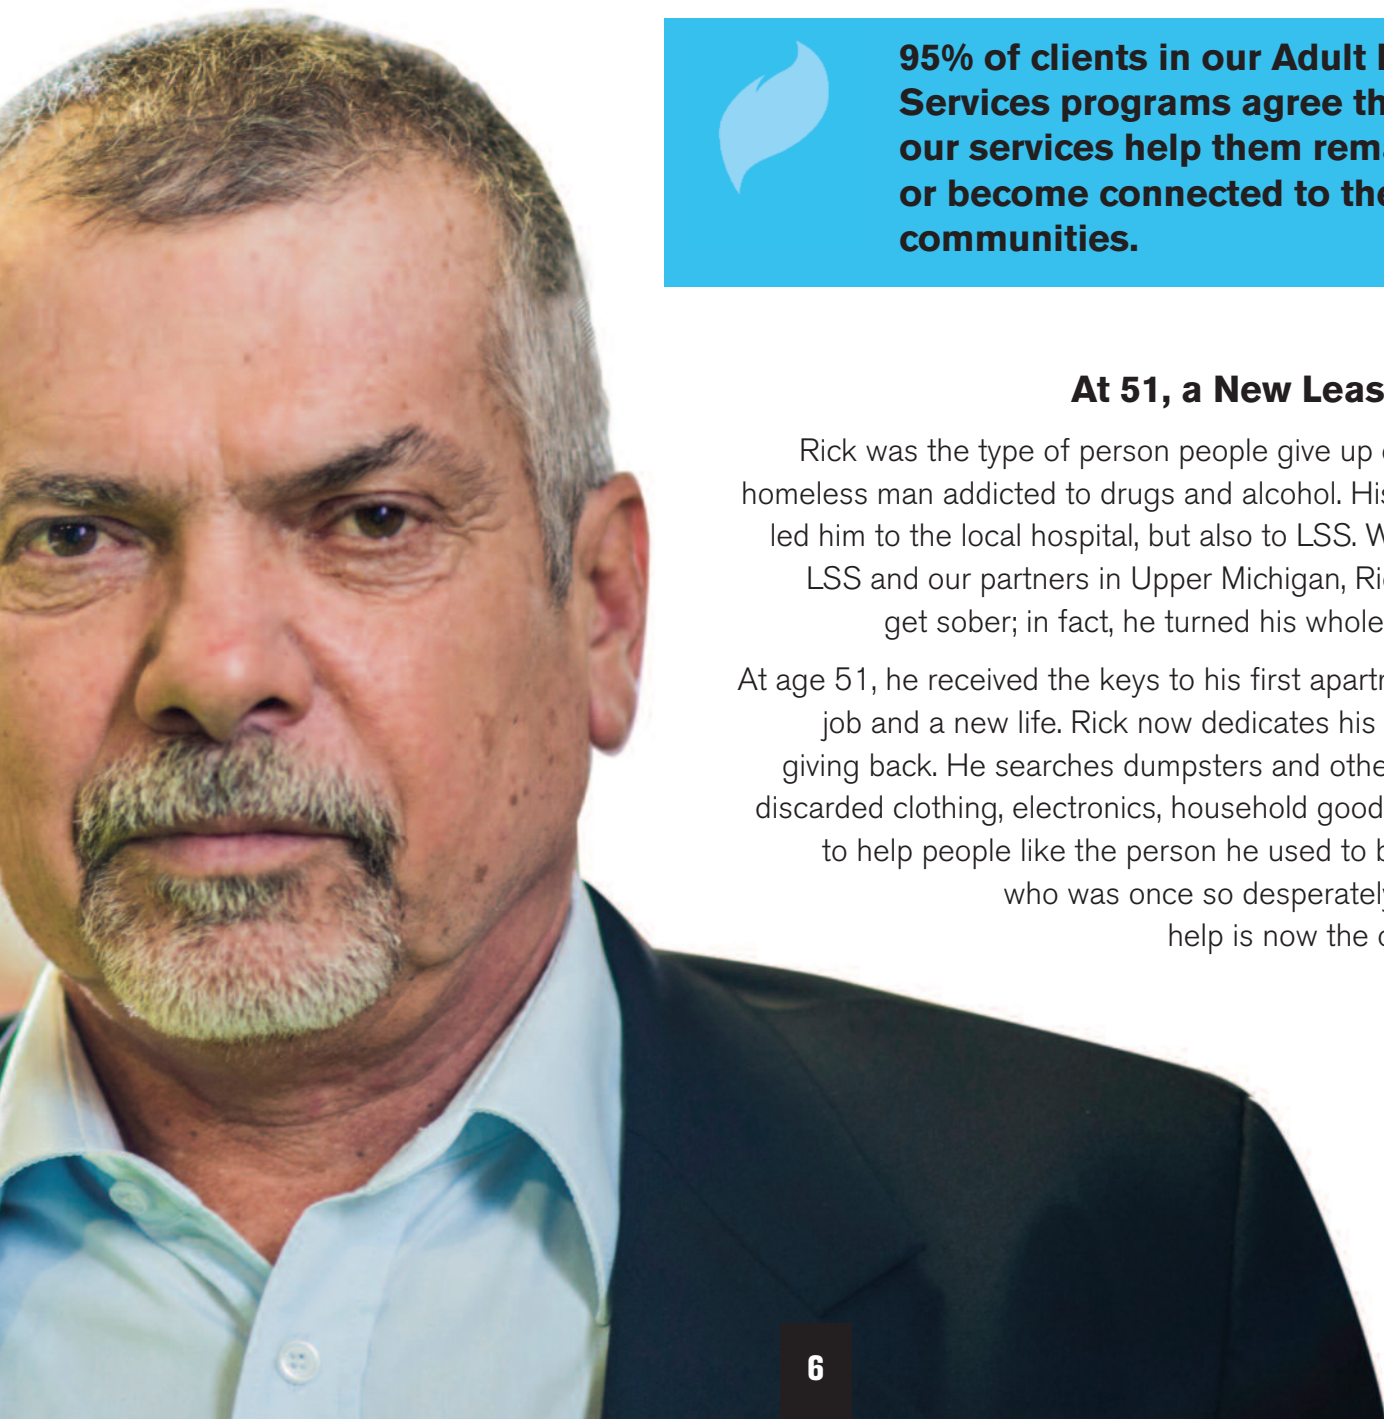 95% of clients in our Adult
Services programs agree
our services help them
or become connected to
communities.
At 51, a New
Rick was the type of person people give up
homeless man addicted to drugs and alcohol. His
led him to the local hospital, but also to LSS.
LSS and our partners in Upper Michigan,
get sober; in fact, he turned his whole
At age 51, he received the keys to his first
job and a new life. Rick now dedicates his
giving back. He searches dumpsters and
discarded clothing, electronics, household
to help people like the person he used to
who was once so
help is now the
6